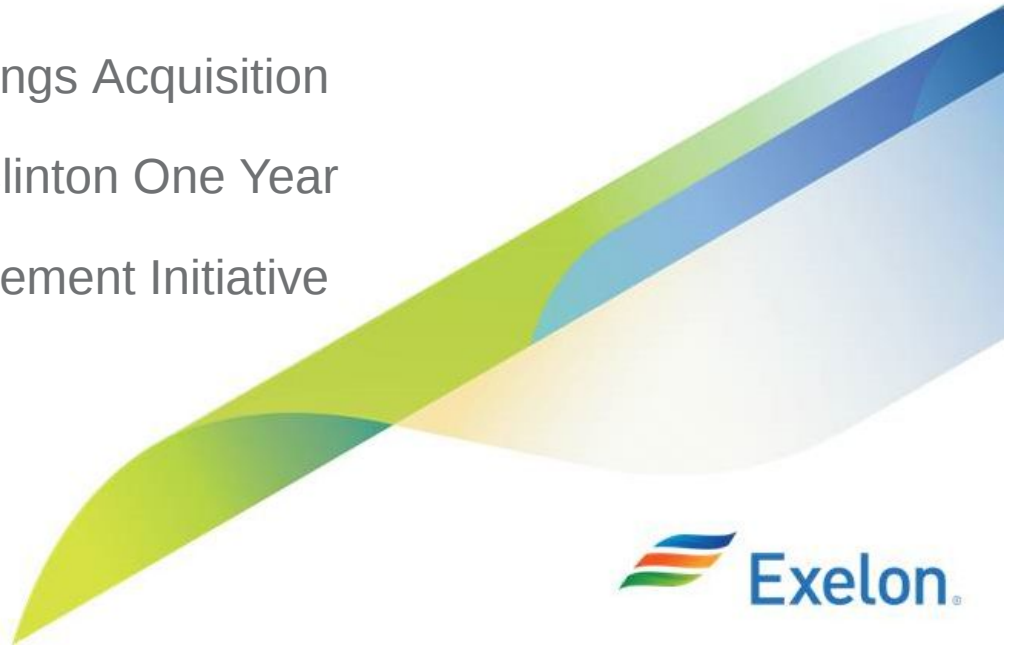 ngs Acquisition
linton One Year
ement Initiative
Exelon